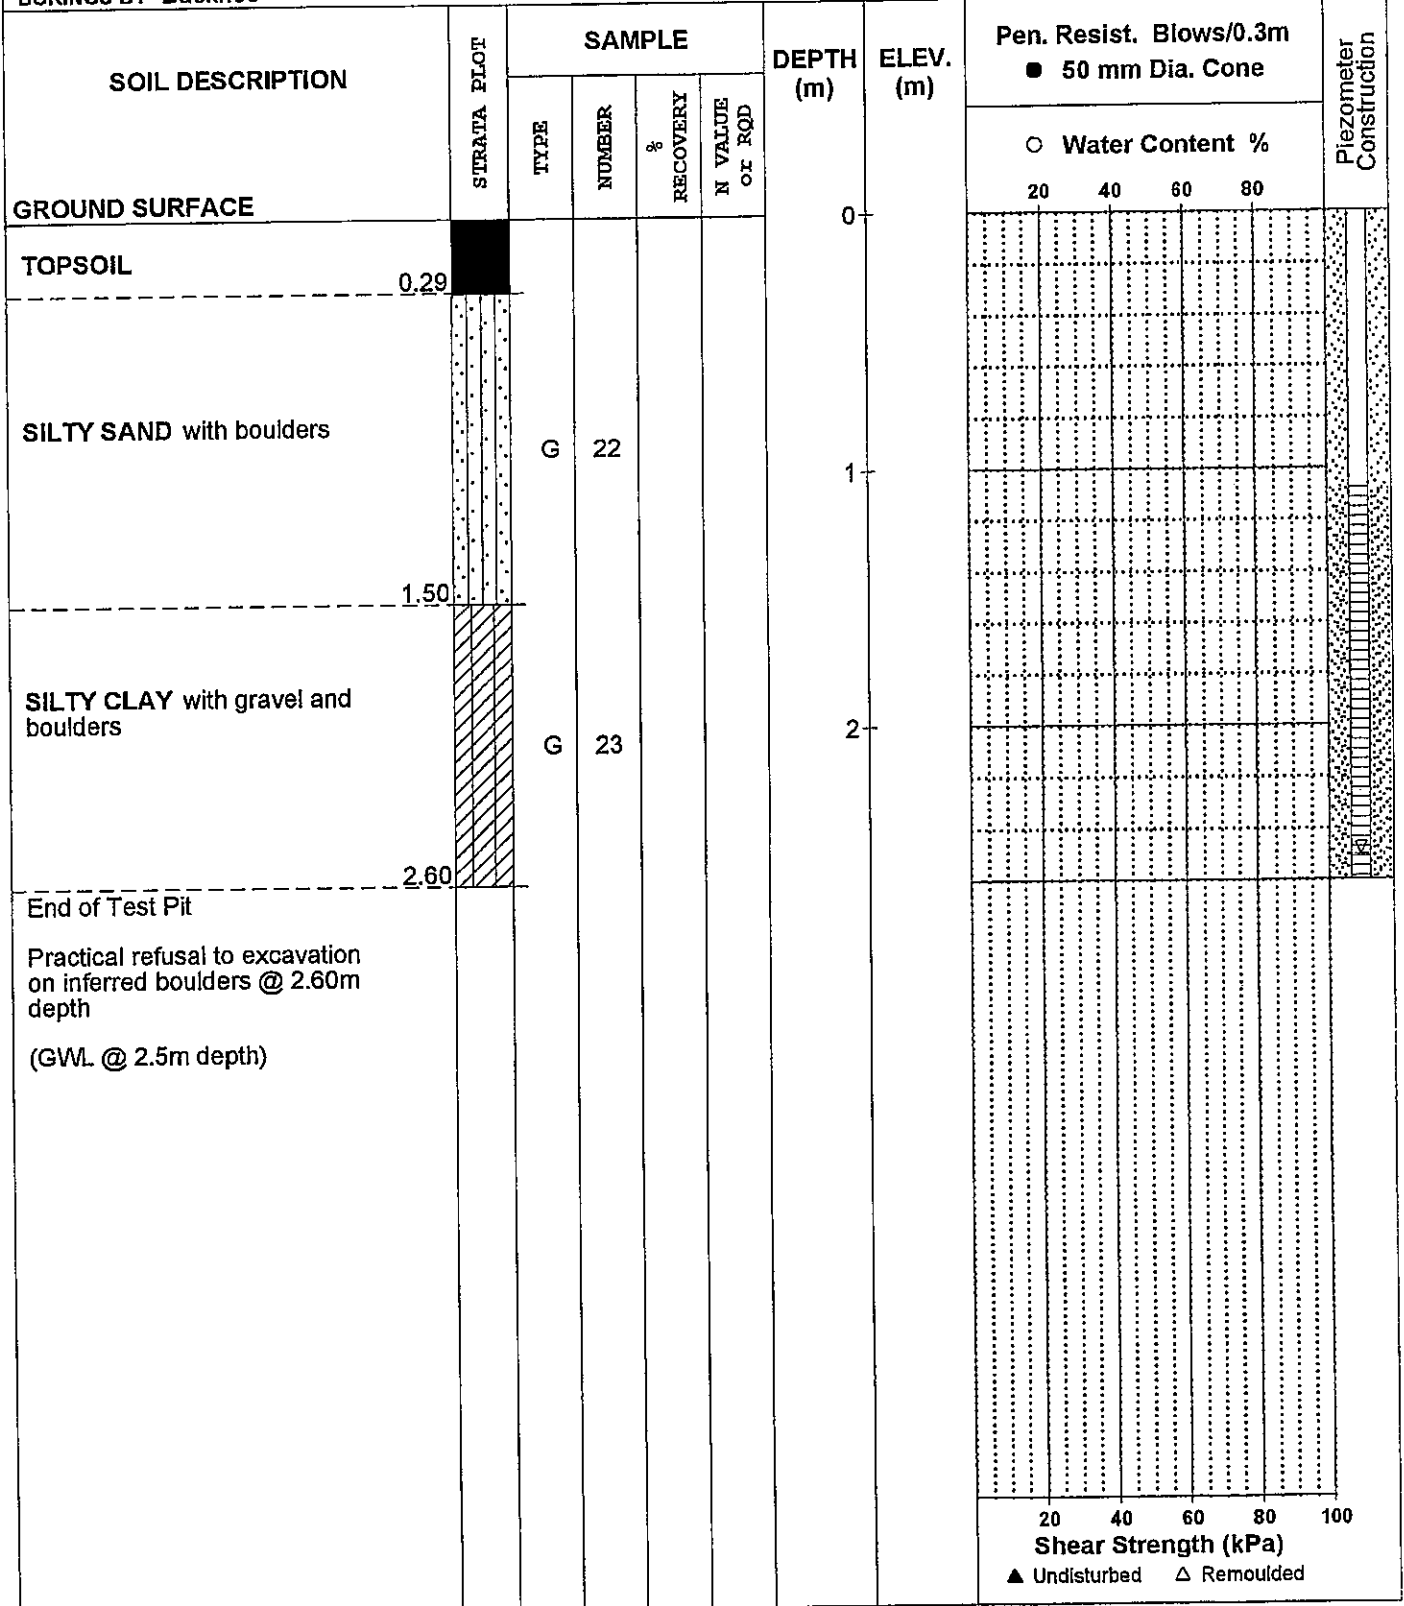 SOIL DESCRIPTION
GROUND SURFACE
STRATA PLOT
SAMPLE
TYPE
NUMBER
%
RECOVERY
N VALUE
or RQD
DEPTH
(m)
ELEV.
(m)
Pen. Resist. Blows/0.3m
● 50 mm Dia. Cone
○ Water Content %
20 40 60 80
Piezometer
Construction
0
TOPSOIL
0.29
SILTY SAND with boulders
G 22
1
1.50
SILTY CLAY with gravel and
boulders
G 23
2
2.60
End of Test Pit
Practical refusal to excavation
on inferred boulders @ 2.60m
depth
(GWL @ 2.5m depth)
20 40 60 80 100
Shear Strength (kPa)
▲ Undisturbed △ Remoulded